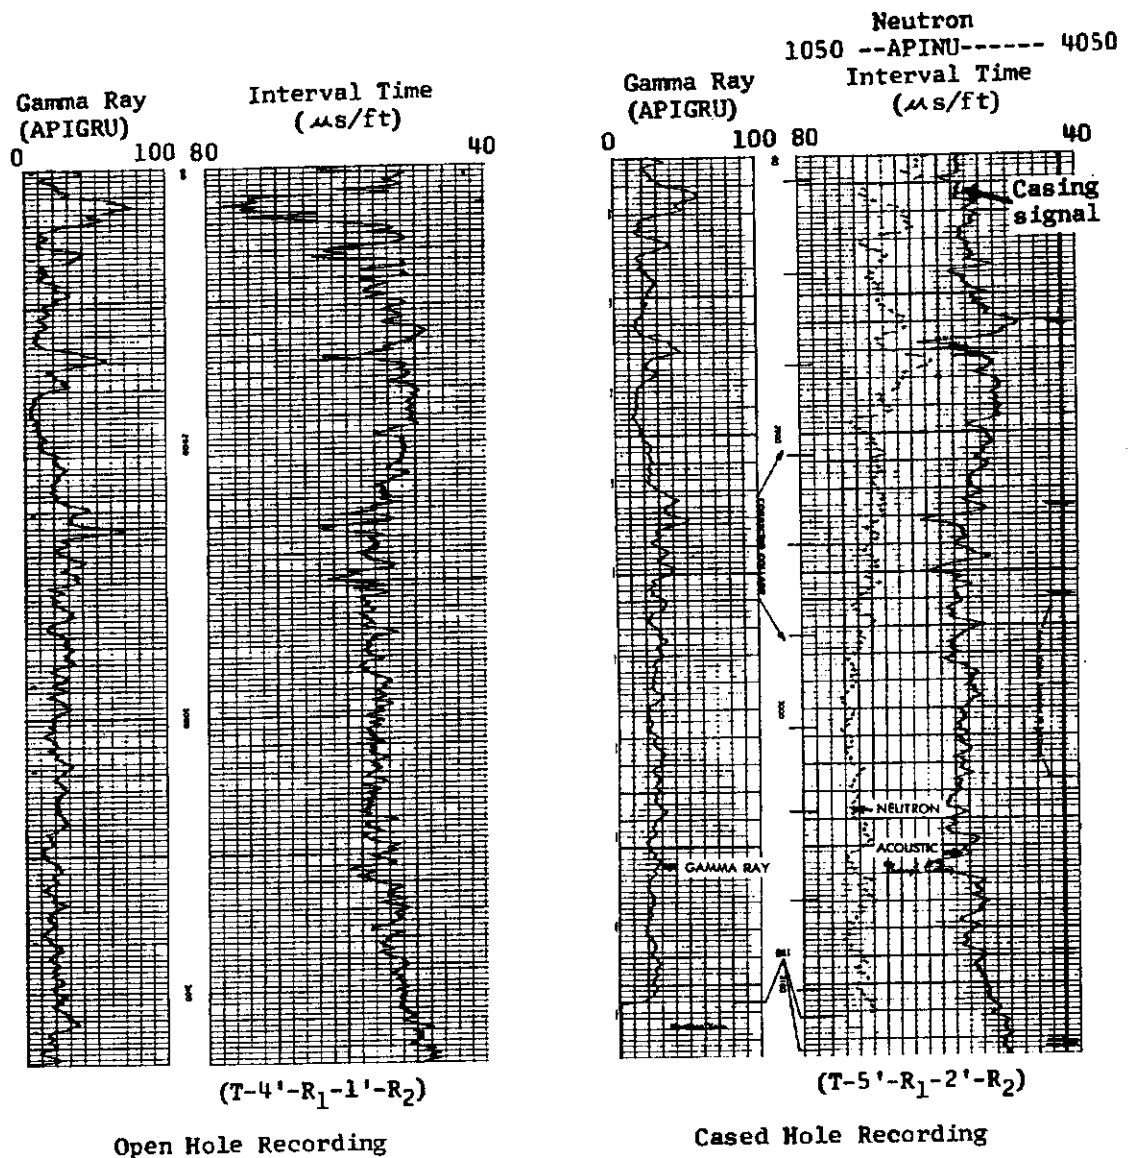 Gamma Ray
(APIGRU)
0 100
Interval Time
(μs/ft)
80 40
(T-4'-R1-1'-R2)
Open Hole Recording
Neutron
1050 --APINU------ 4050
Gamma Ray
(APIGRU)
0 100
Interval Time
(μs/ft)
80 40
Casing
signal
NEUTRON
ACOUSTIC
GAMMA RAY
(T-5'-R1-2'-R2)
Cased Hole Recording